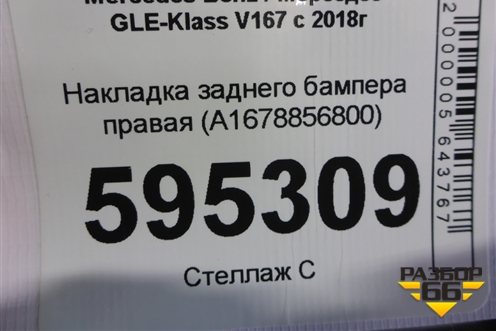 GLE-Klass V167 с 2018г
Накладка заднего бампера
правая (A1678856800)
595309
Стеллаж С
2000005643767
РАЗБОР
66